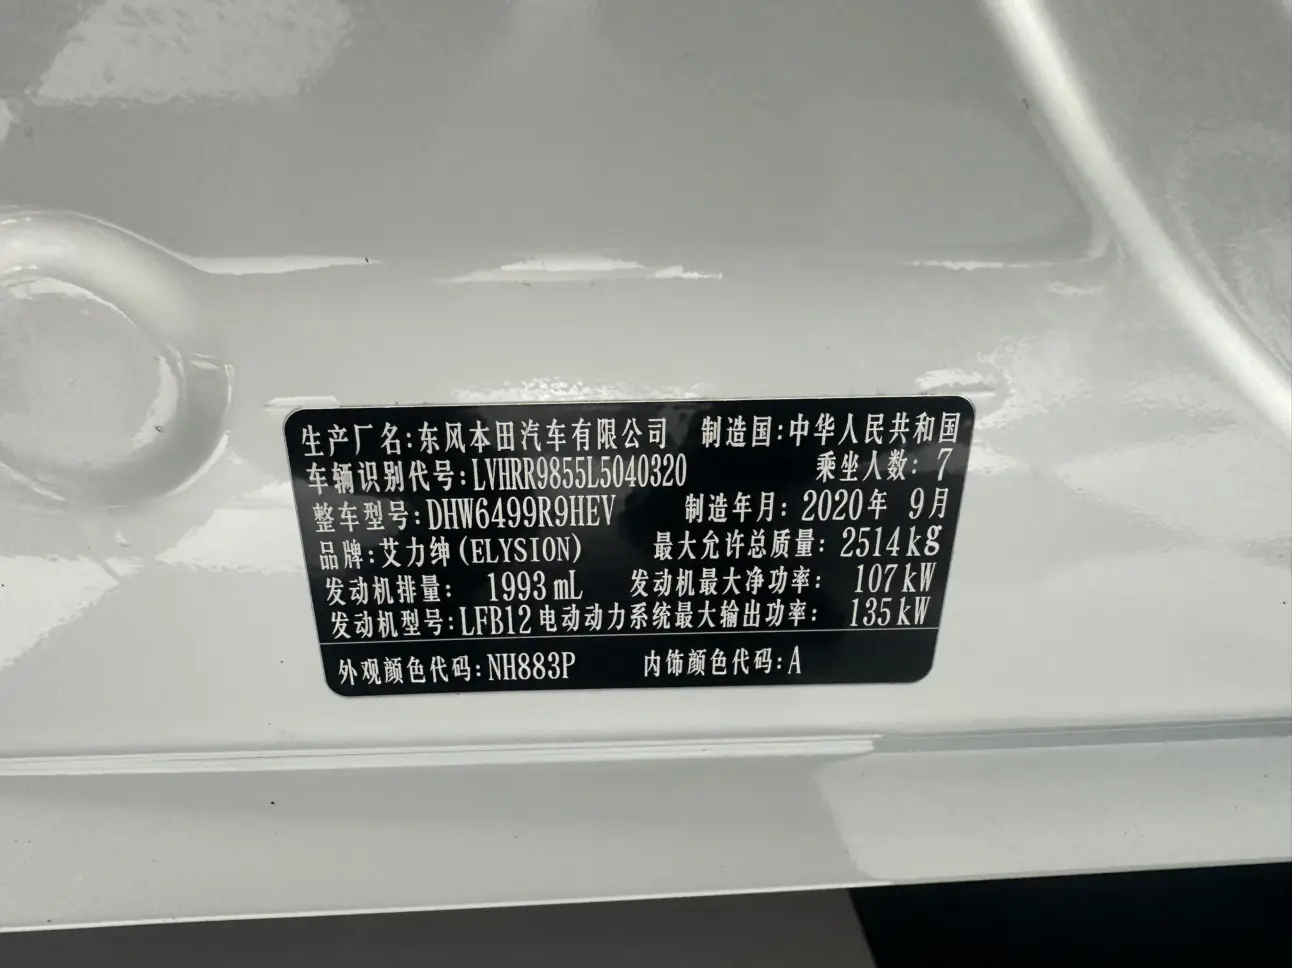 生产厂名:东风本田汽车有限公司 制造国:中华人民共和国
车辆识别代号:LVHRR9855L5040320 乘坐人数: 7
整车型号:DHW6499R9HEV 制造年月: 2020年 9月
品牌:艾力绅(ELYSION) 最大允许总质量: 2514kg
发动机排量: 1993mL 发动机最大净功率: 107kW
发动机型号:LFB12 电动动力系统最大输出功率: 135kW
外观颜色代码:NH883P 内饰颜色代码:A